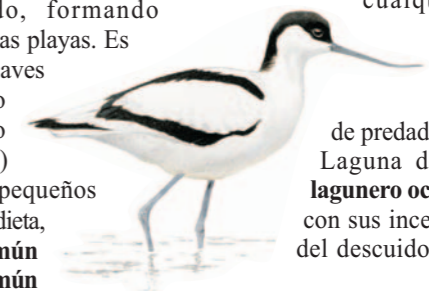 do, formando
as playas. Es
aves
o
o
)
pequeños
dieta,
mún
mún
cualqu
de predad
Laguna d
lagunero oc
con sus ince
del descuido